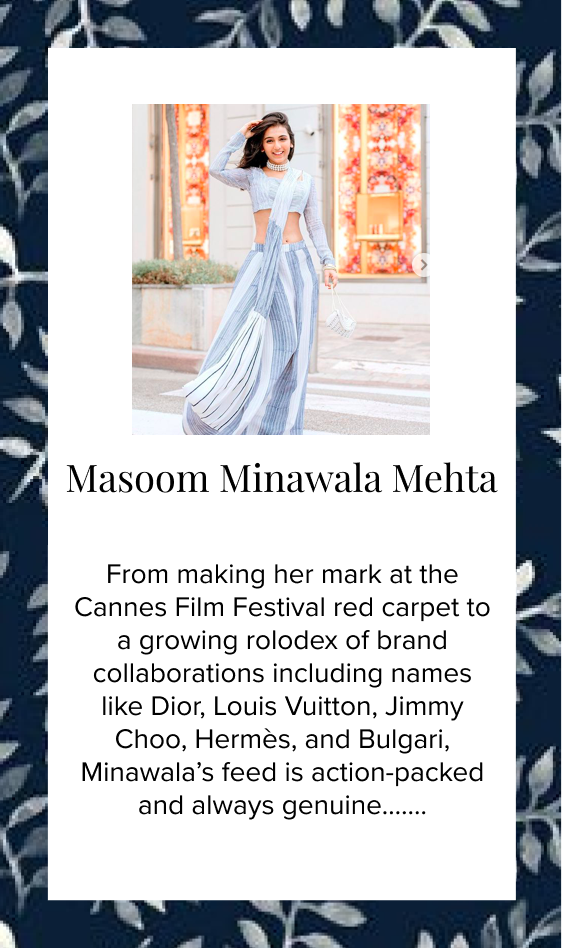 Masoom Minawala Mehta
From making her mark at the
Cannes Film Festival red carpet to
a growing rolodex of brand
collaborations including names
like Dior, Louis Vuitton, Jimmy
Choo, Hermès, and Bulgari,
Minawala’s feed is action-packed
and always genuine.......